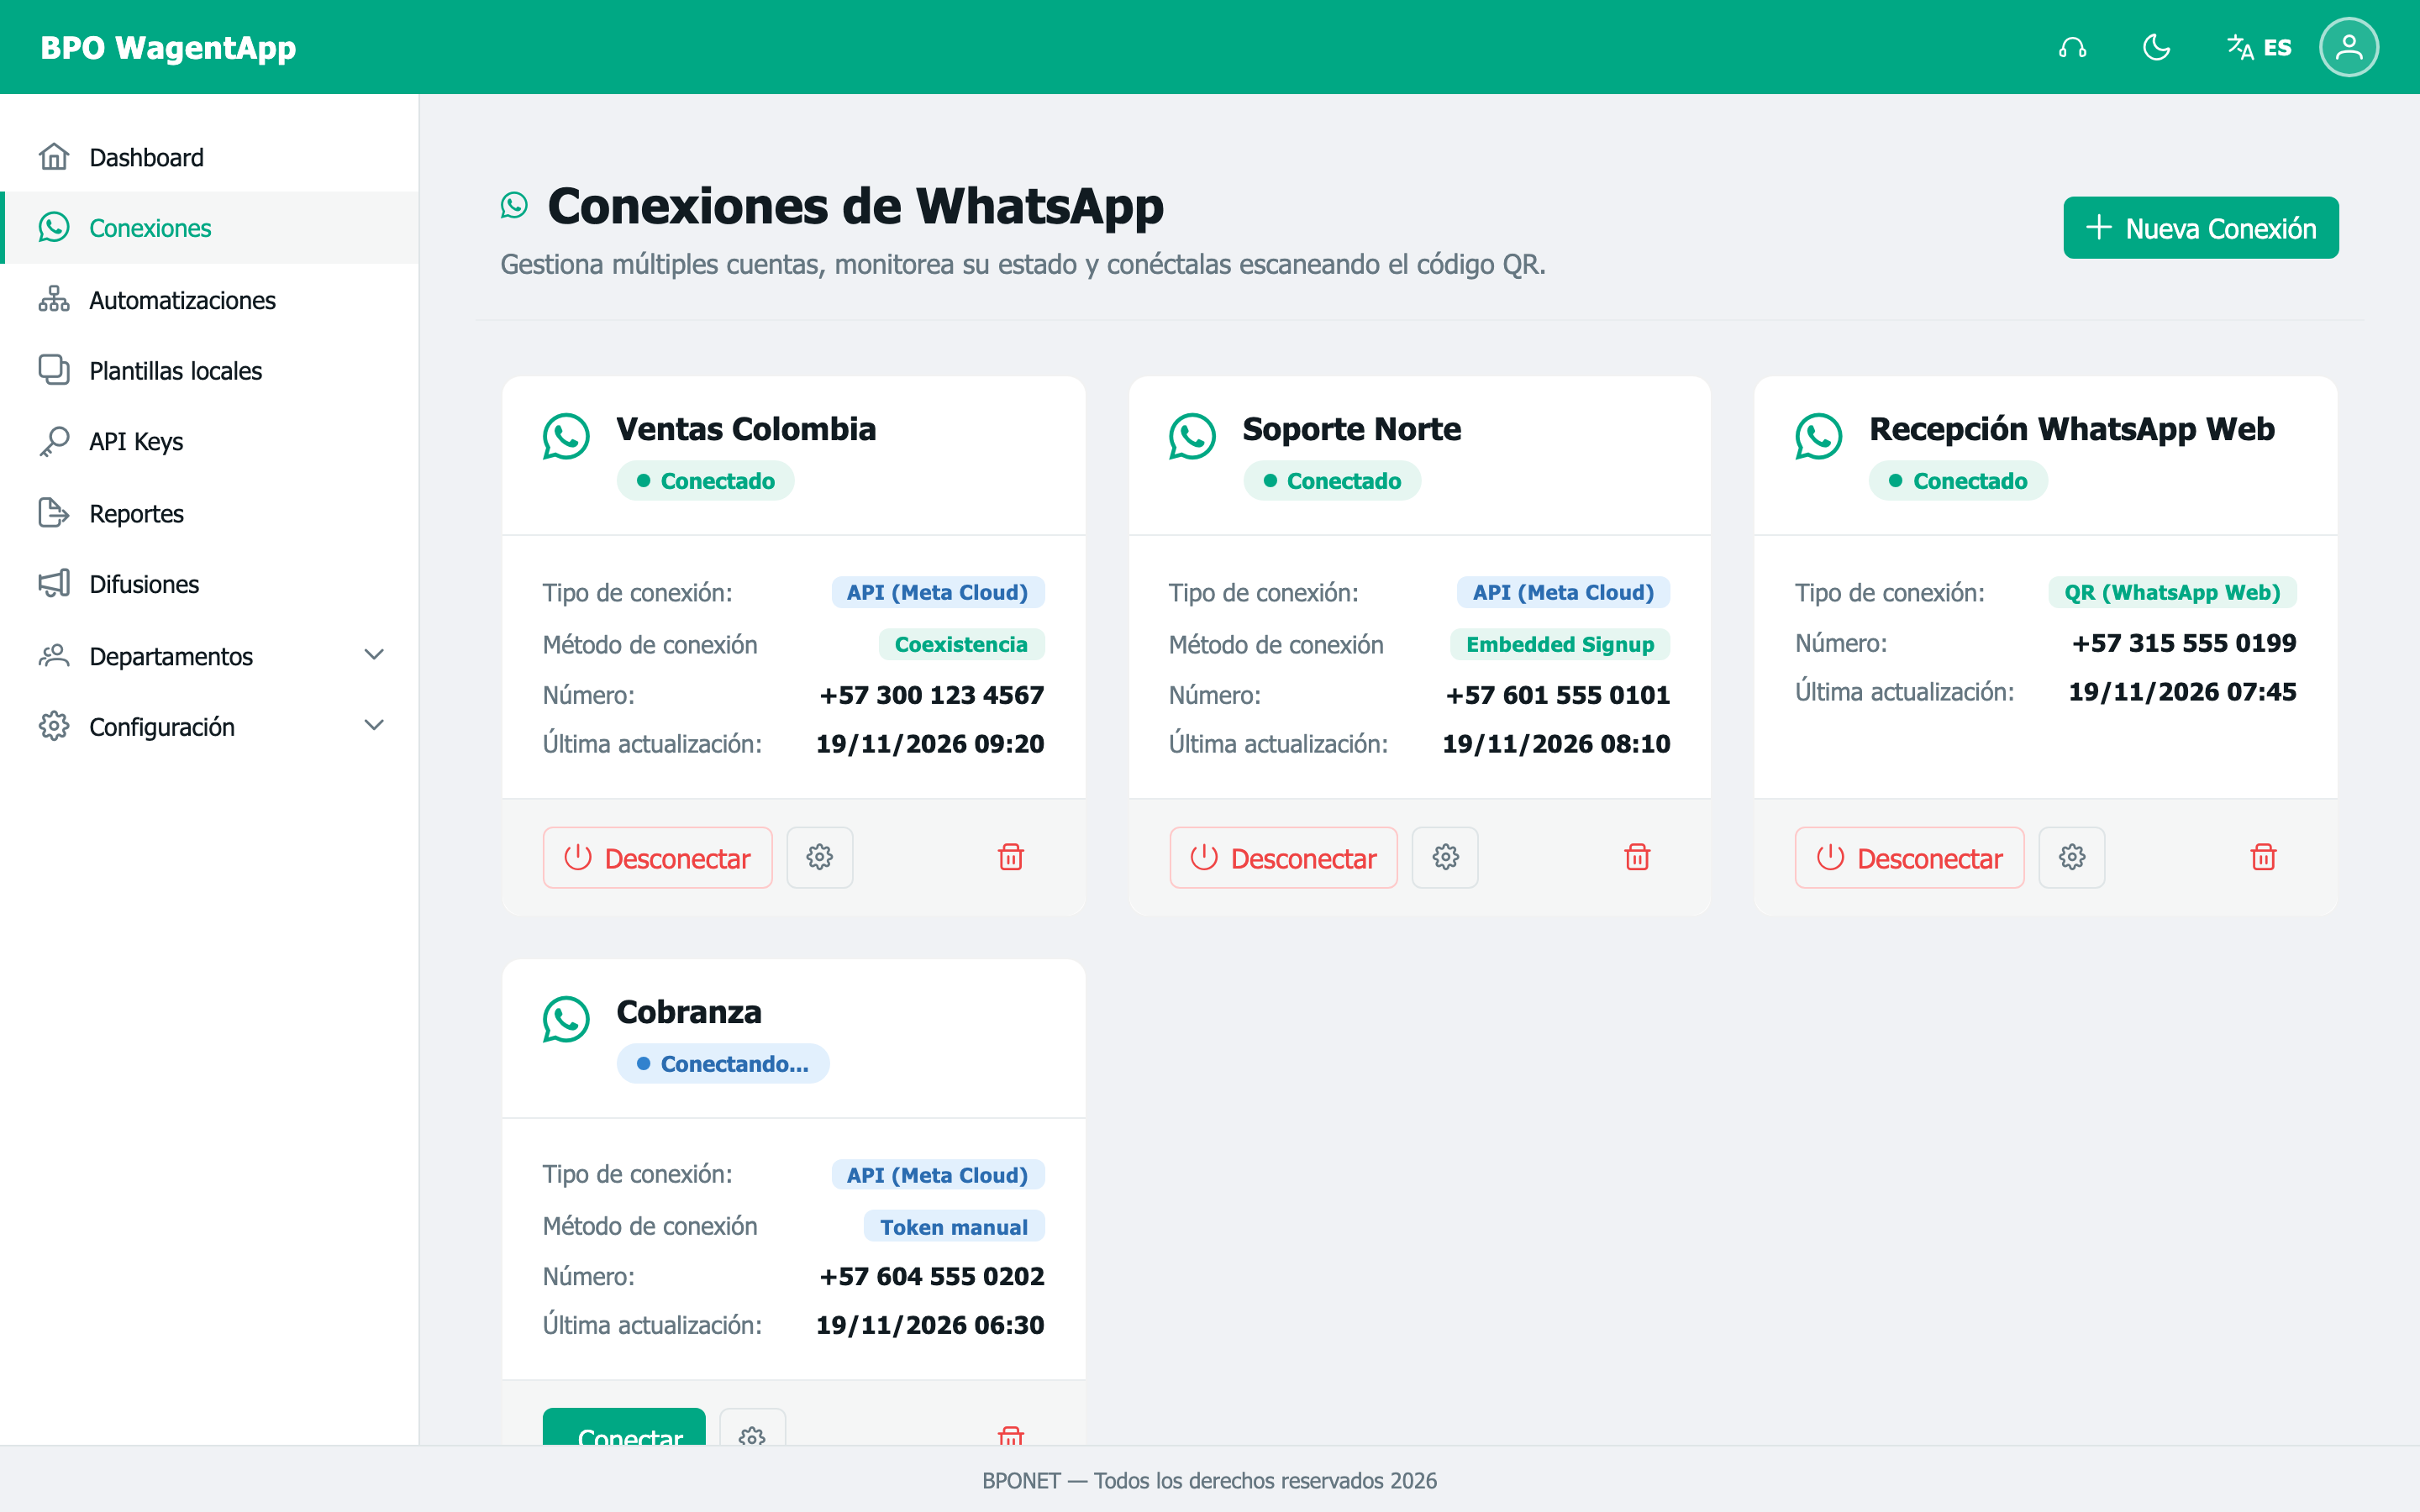 BPO WagentApp
ES
Dashboard
Conexiones
Automatizaciones
Plantillas locales
API Keys
Reportes
Difusiones
Departamentos
Configuración
Conexiones de WhatsApp
Gestiona múltiples cuentas, monitorea su estado y conéctalas escaneando el código QR.
Nueva Conexión
Ventas Colombia
Conectado
Tipo de conexión: API (Meta Cloud)
Método de conexión Coexistencia
Número: +57 300 123 4567
Última actualización: 19/11/2026 09:20
Desconectar
Soporte Norte
Conectado
Tipo de conexión: API (Meta Cloud)
Método de conexión Embedded Signup
Número: +57 601 555 0101
Última actualización: 19/11/2026 08:10
Desconectar
Recepción WhatsApp Web
Conectado
Tipo de conexión: QR (WhatsApp Web)
Número: +57 315 555 0199
Última actualización: 19/11/2026 07:45
Desconectar
Cobranza
Conectando...
Tipo de conexión: API (Meta Cloud)
Método de conexión Token manual
Número: +57 604 555 0202
Última actualización: 19/11/2026 06:30
Conectar
BPONET — Todos los derechos reservados 2026